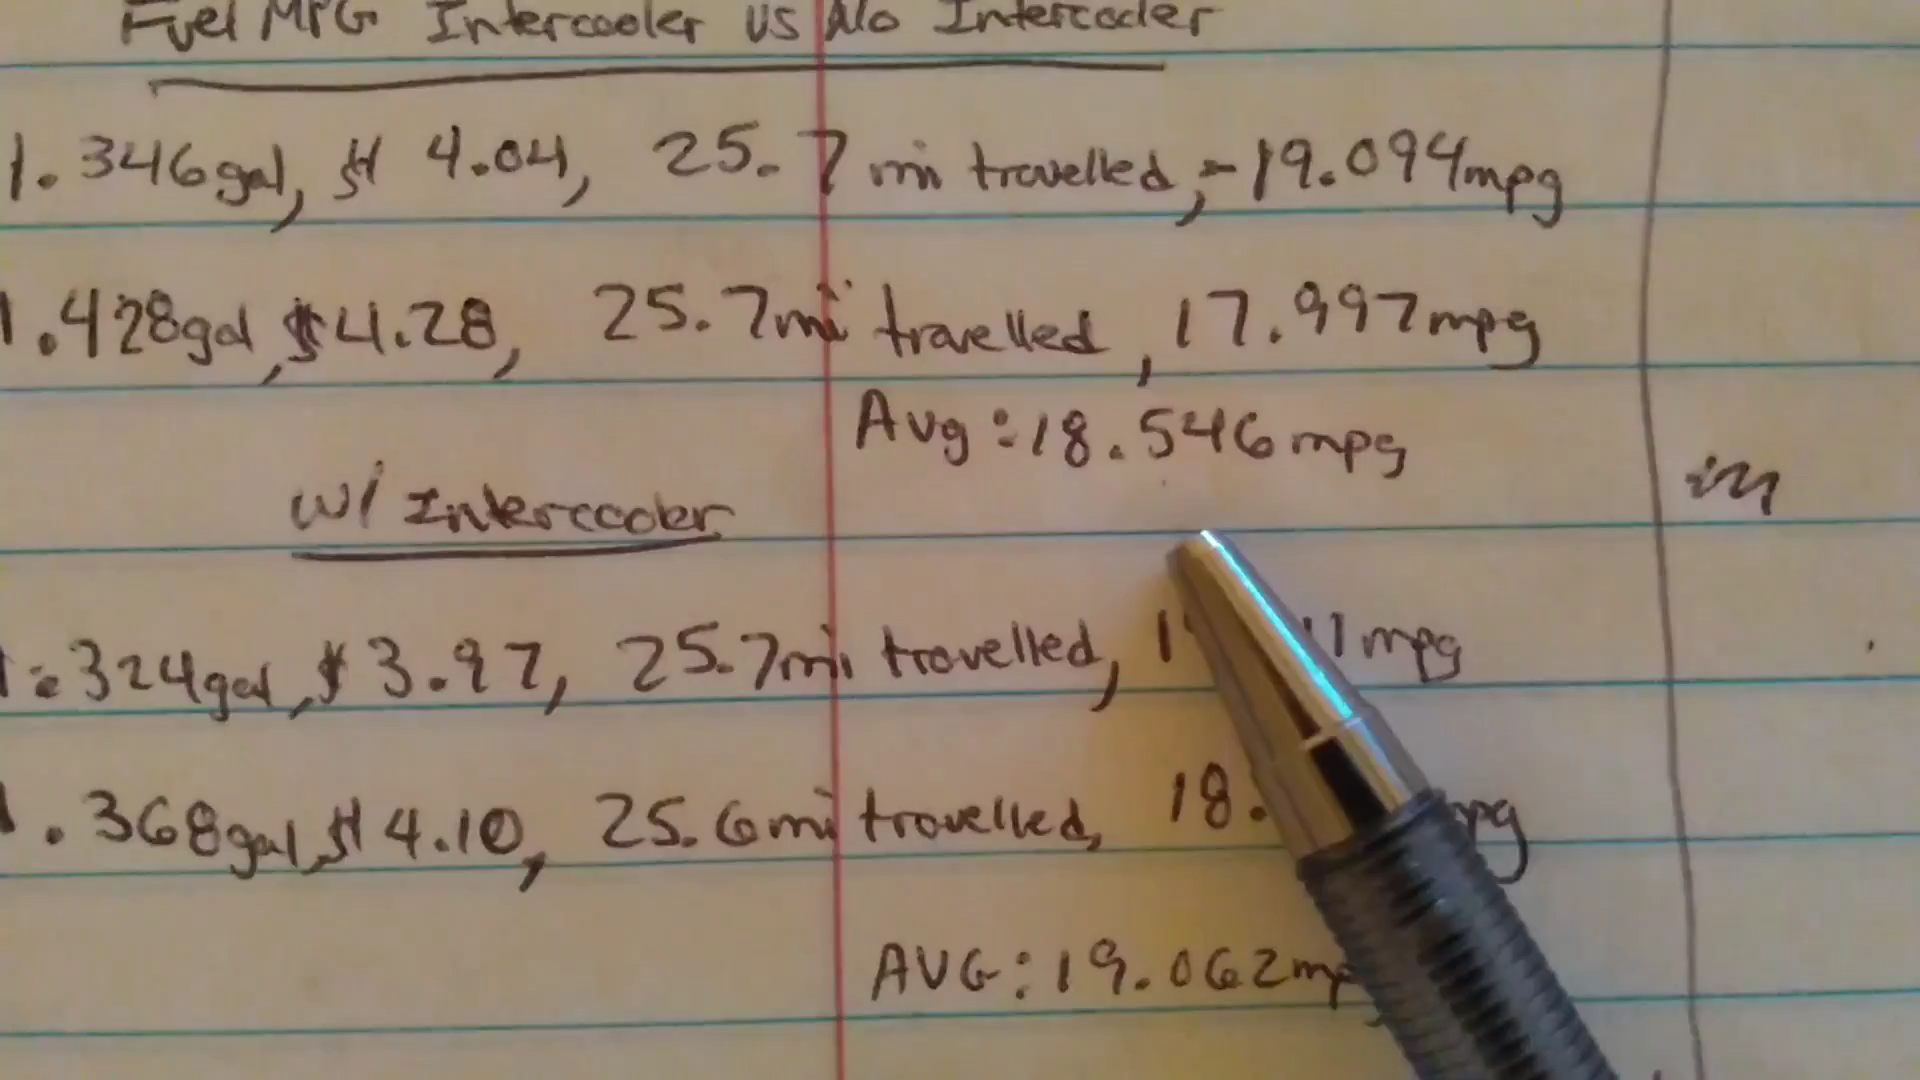 Fuel MPG Intercooler vs No Intercooler
1.346gal, $4.04, 25.7 mi travelled, - 19.094mpg
1.428gal, $4.28, 25.7mi travelled, 17.997mpg
Avg: 18.546mpg
w/ Intercooler
1.324gal, $3.97, 25.7mi travelled, mpg
1.368gal, $4.10, 25.6mi travelled, 18.
AVG: 19.062